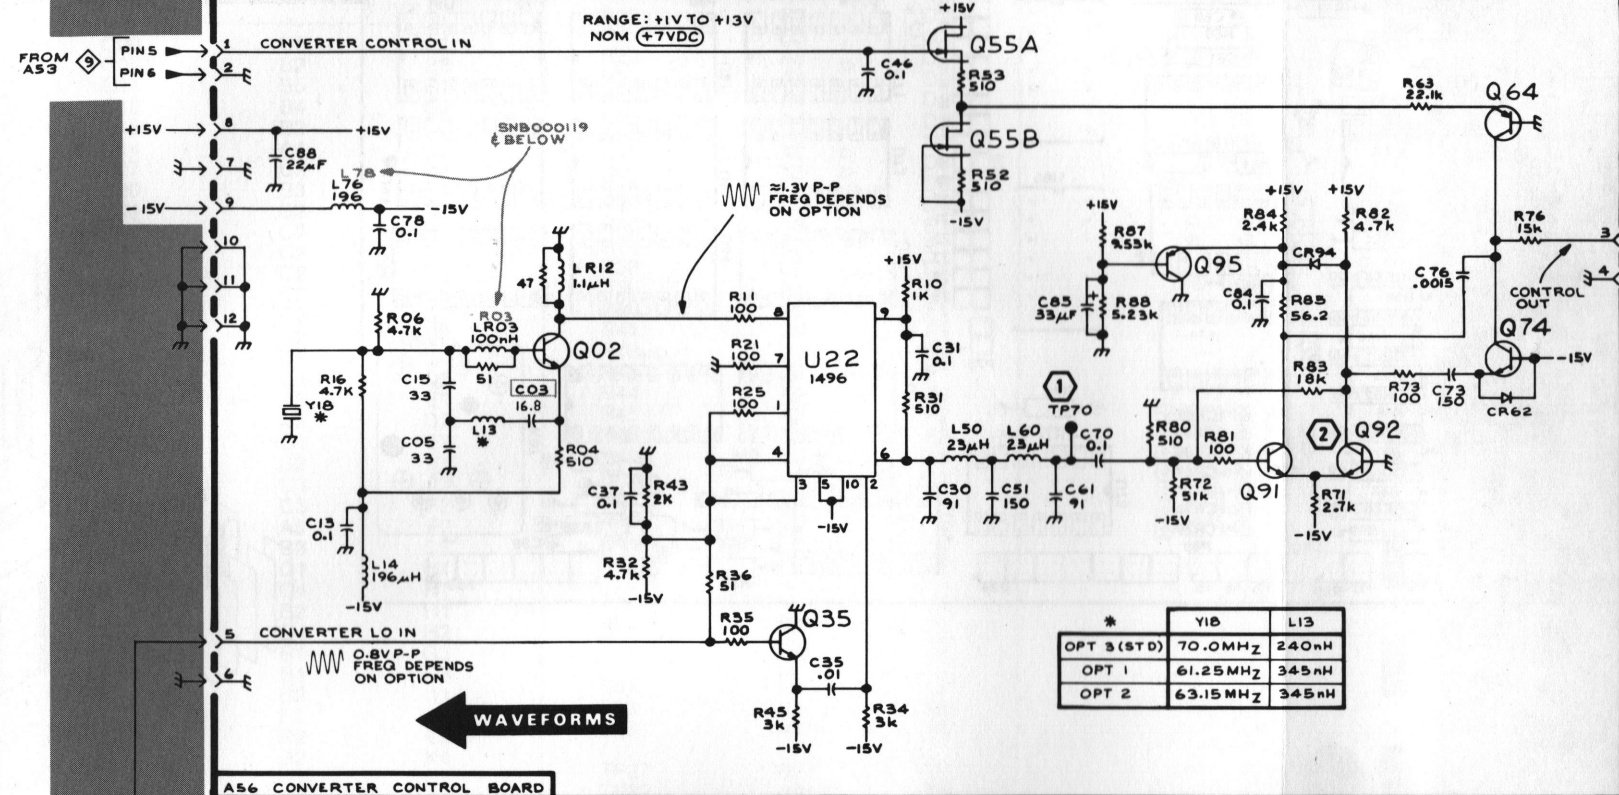 RANGE: +1V TO +13V
NOM +7VDC
+15V
FROM
A53
9
PIN 5
PIN 6
1
CONVERTER CONTROL IN
2
C46
0.1
Q55A
R53
510
R63
22.1k
Q64
+15V
8
+15V
7
C88
22μF
SNB000119
& BELOW
L78
L76
196
-15V
9
-15V
C78
0.1
Q55B
R52
510
-15V
≈1.3V P-P
FREQ DEPENDS
ON OPTION
10
11
12
47
LR12
1.1μH
R03
LR03
100nH
51
Q02
R06
4.7k
R16
4.7K
Y18
*
C15
33
C03
16.8
L13
*
C05
33
R04
510
C13
0.1
L14
196μH
-15V
R11
100
8
R21
100
7
R25
100
1
4
U22
1496
9
6
3
5
10
2
-15V
+15V
R10
1K
C31
0.1
R31
510
C37
0.1
R43
2K
R32
4.7k
-15V
R36
51
C30
91
L50
23μH
C51
150
L60
23μH
C61
91
1
TP70
C70
0.1
+15V
R87
9.53k
C85
33μF
+
R88
5.23k
Q95
+15V
R84
2.4k
+15V
R82
4.7k
CR94
C84
0.1
R85
56.2
C76
.0015
R76
15k
3
4
CONTROL
OUT
Q74
-15V
R83
18k
R73
100
C73
150
CR62
R80
510
R81
100
R72
51k
-15V
Q91
2
Q92
R71
2.7k
-15V
5
CONVERTER LO IN
0.8V P-P
FREQ DEPENDS
ON OPTION
6
R35
100
Q35
C35
.01
R45
3k
-15V
R34
3k
-15V
WAVEFORMS
* Y18 L13
OPT 3 (STD) 70.0MHz 240nH
OPT 1 61.25MHz 345nH
OPT 2 63.15MHz 345nH
A56 CONVERTER CONTROL BOARD